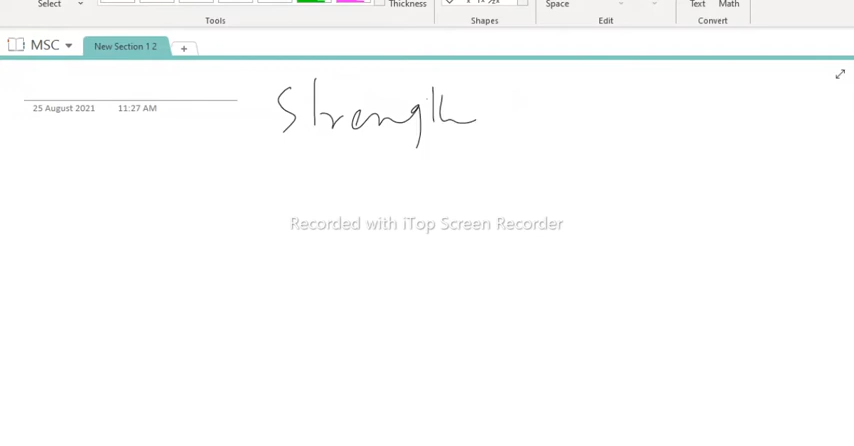 Select
Tools
Thickness
Shapes
Space
Edit
Text Math
Convert
MSC New Section 1 2 +
25 August 2021 11:27 AM
Strength
Recorded with iTop Screen Recorder